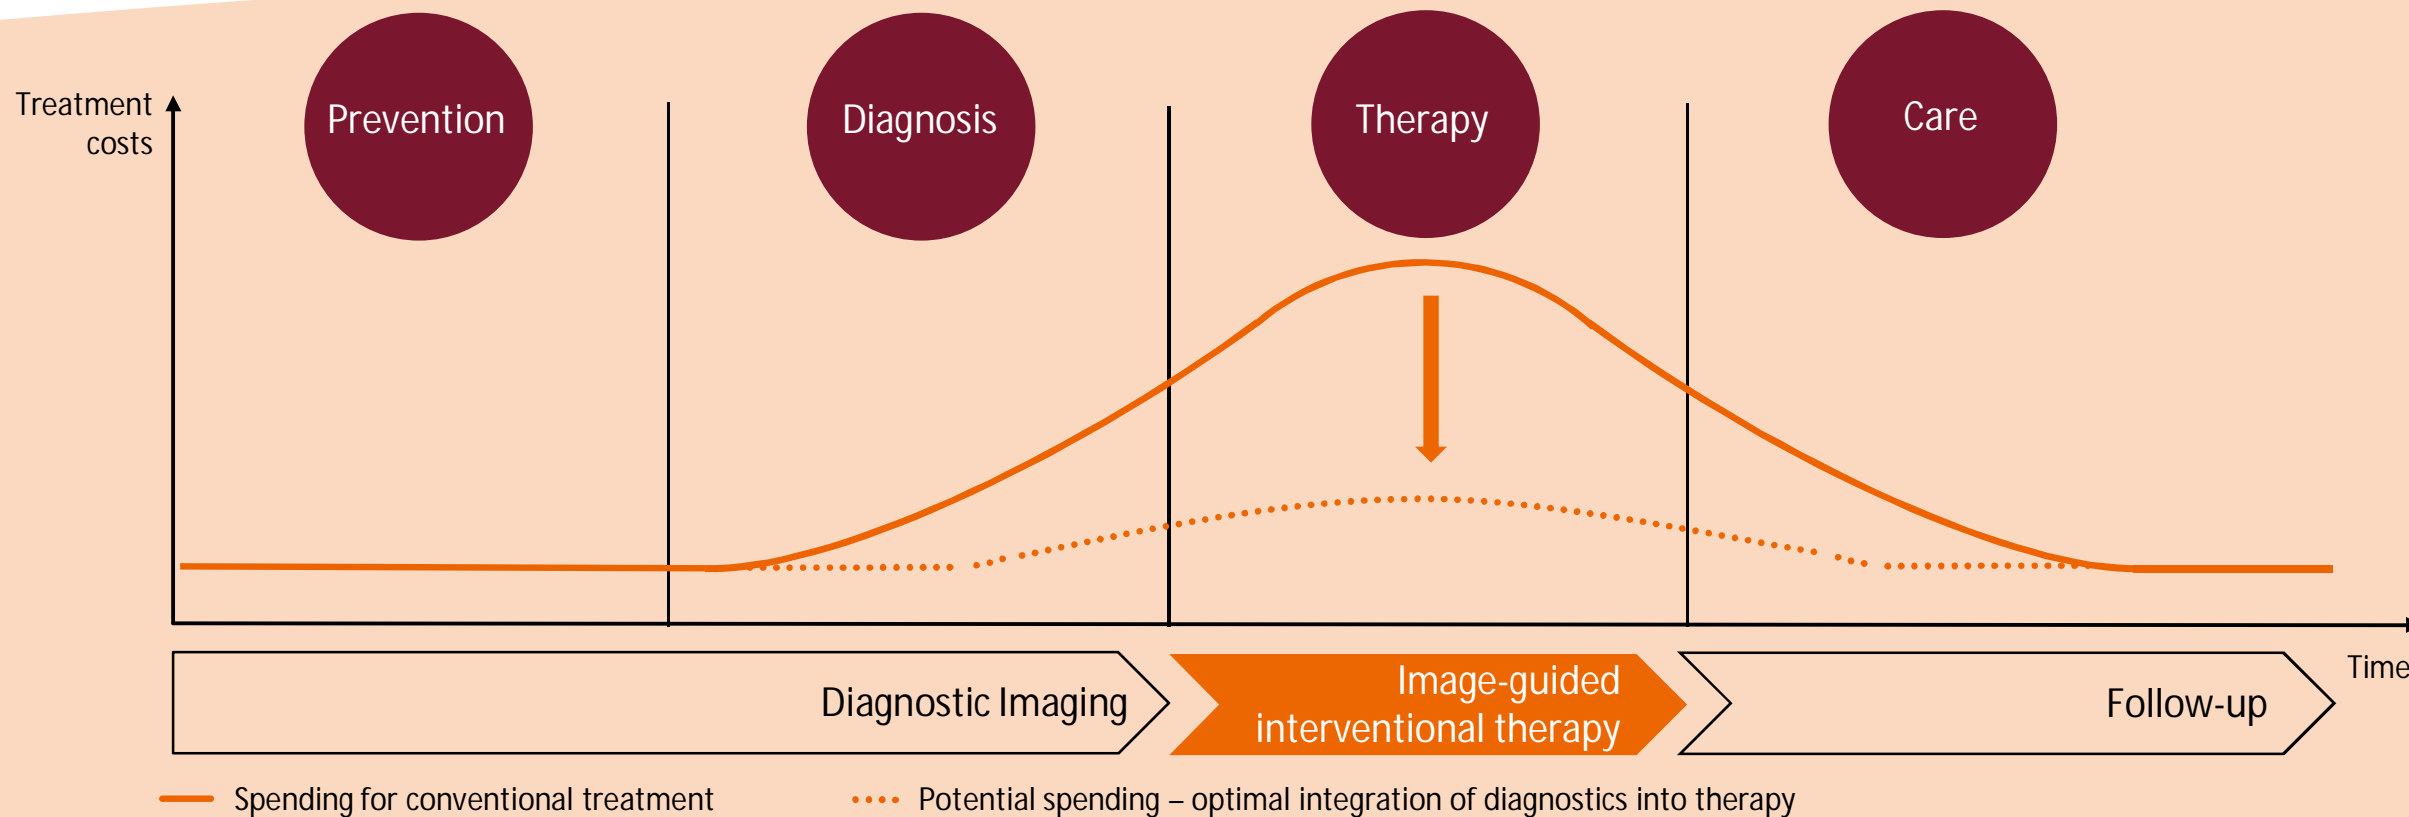 Prevention
Diagnosis
Therapy
Care
Treatment
costs
Time
Diagnostic Imaging
Image-guided
interventional therapy
Follow-up
Spending for conventional treatment
Potential spending – optimal integration of diagnostics into therapy